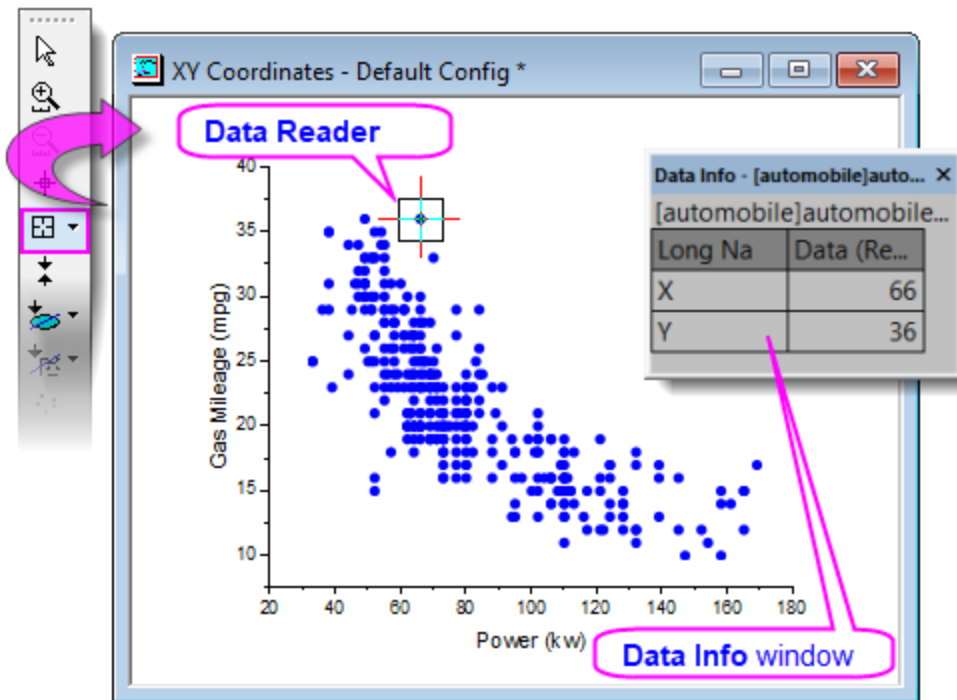 XY Coordinates - Default Config *
Data Reader
Data Info - [automobile]auto... ×
[automobile]automobile...
Long Na Data (Re...
X 66
Y 36
40
35
30
25
20
15
10
Gas Mileage (mpg)
20 40 60 80 100 120 140 160 180
Power (kw)
Data Info window